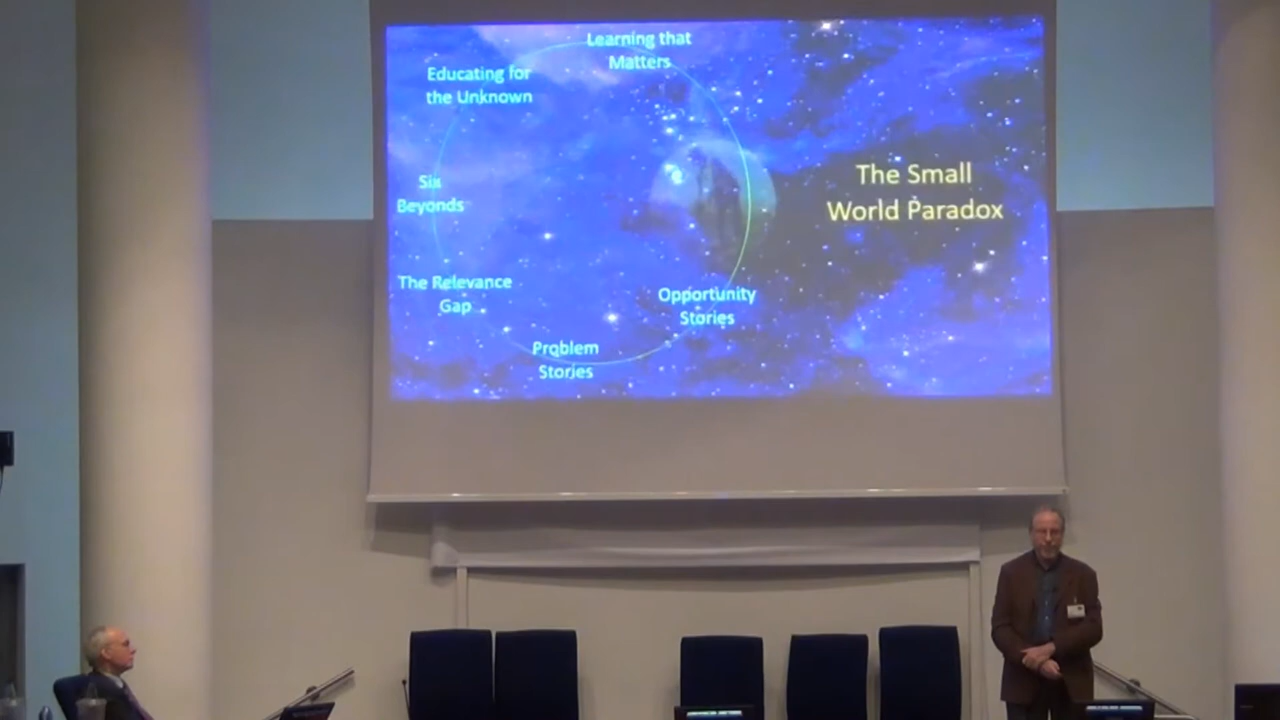 Learning that
Matters
Educating for
the Unknown
Six
Beyonds
The Relevance
Gap
Problem
Stories
Opportunity
Stories
The Small
World Paradox